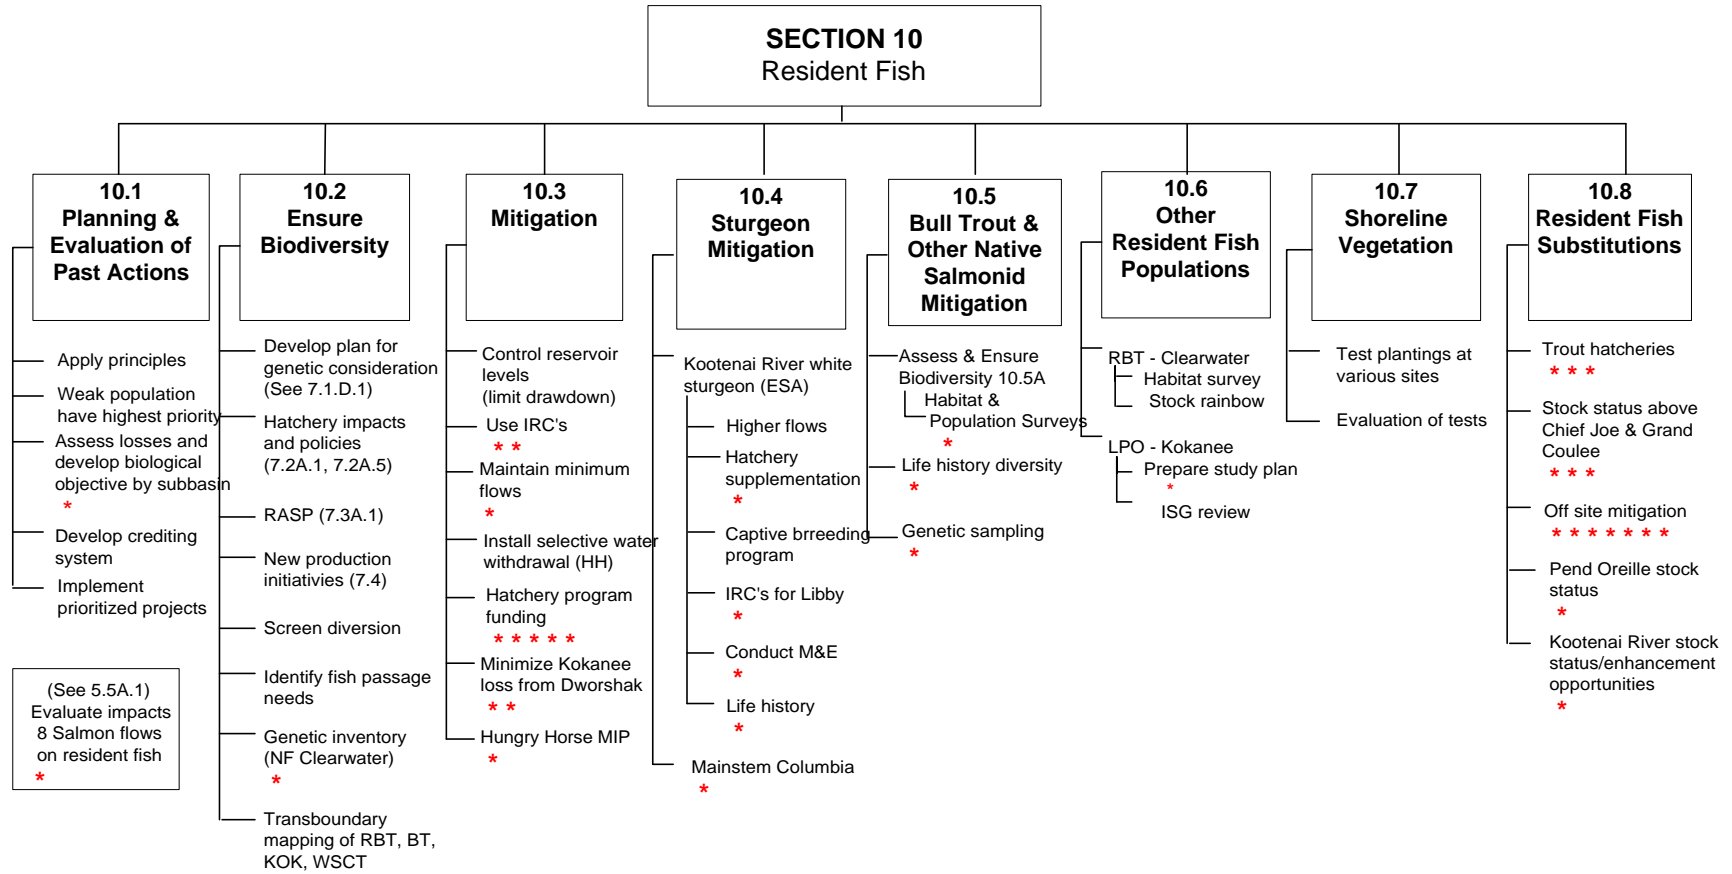 SECTION 10
Resident Fish
10.1
Planning &
Evaluation of
Past Actions
Apply principles
Weak population
have highest priority
Assess losses and
develop biological
objective by subbasin
*
Develop crediting
system
Implement
prioritized projects
(See 5.5A.1)
Evaluate impacts
8 Salmon flows
on resident fish
*
10.2
Ensure
Biodiversity
Develop plan for
genetic consideration
(See 7.1.D.1)
Hatchery impacts
and policies
(7.2A.1, 7.2A.5)
RASP (7.3A.1)
New production
initiativies (7.4)
Screen diversion
Identify fish passage
needs
Genetic inventory
(NF Clearwater)
*
Transboundary
mapping of RBT, BT,
KOK, WSCT
10.3
Mitigation
Control reservoir
levels
(limit drawdown)
Use IRC's
* *
Maintain minimum
flows
*
Install selective water
withdrawal (HH)
Hatchery program
funding
* * * * *
Minimize Kokanee
loss from Dworshak
* *
Hungry Horse MIP
*
10.4
Sturgeon
Mitigation
Kootenai River white
sturgeon (ESA)
Higher flows
Hatchery
supplementation
*
Captive brreeding
program
IRC's for Libby
*
Conduct M&E
*
Life history
*
Mainstem Columbia
*
10.5
Bull Trout &
Other Native
Salmonid
Mitigation
Assess & Ensure
Biodiversity 10.5A
Habitat &
Population Surveys
*
Life history diversity
*
Genetic sampling
*
10.6
Other
Resident Fish
Populations
RBT - Clearwater
Habitat survey
Stock rainbow
LPO - Kokanee
Prepare study plan
*
ISG review
10.7
Shoreline
Vegetation
Test plantings at
various sites
Evaluation of tests
10.8
Resident Fish
Substitutions
Trout hatcheries
* * *
Stock status above
Chief Joe & Grand
Coulee
* * *
Off site mitigation
* * * * * * *
Pend Oreille stock
status
*
Kootenai River stock
status/enhancement
opportunities
*